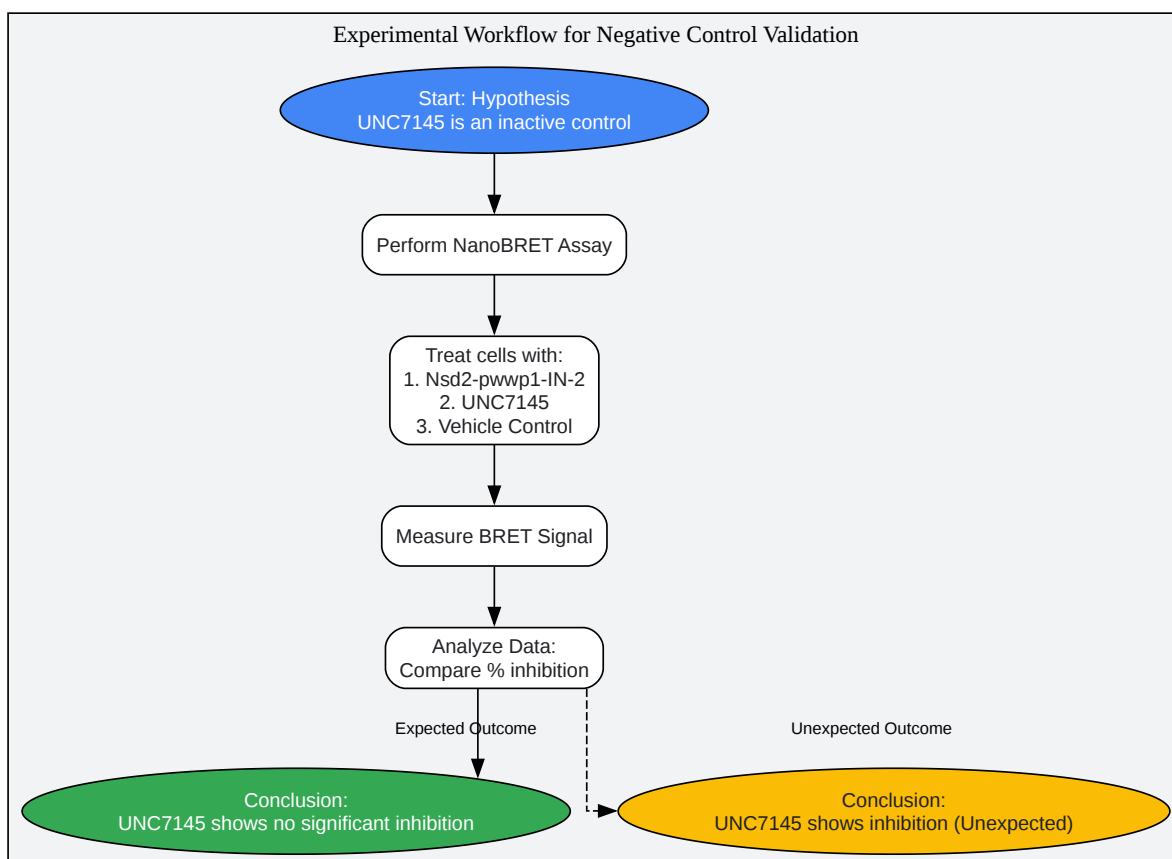 Experimental Workflow for Negative Control Validation
Start: Hypothesis
UNC7145 is an inactive control
Perform NanoBRET Assay
Treat cells with:
1. Nsd2-pwwp1-IN-2
2. UNC7145
3. Vehicle Control
Measure BRET Signal
Analyze Data:
Compare % inhibition
Expected Outcome
Unexpected Outcome
Conclusion:
UNC7145 shows no significant inhibition
Conclusion:
UNC7145 shows inhibition (Unexpected)